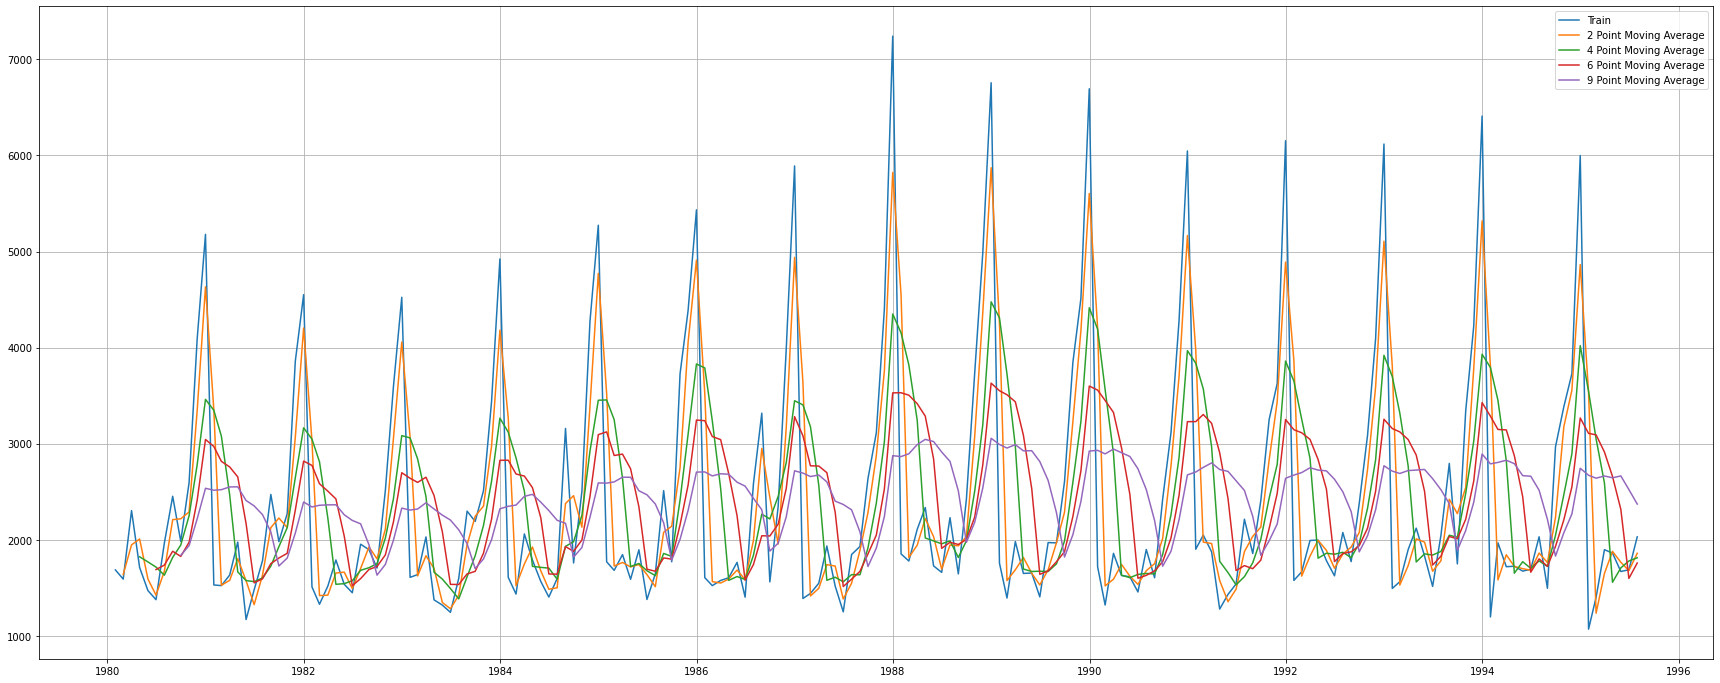 Train
2 Point Moving Average
4 Point Moving Average
6 Point Moving Average
9 Point Moving Average
7000
6000
5000
4000
3000
2000
1000
1980 1982 1984 1986 1988 1990 1992 1994 1996